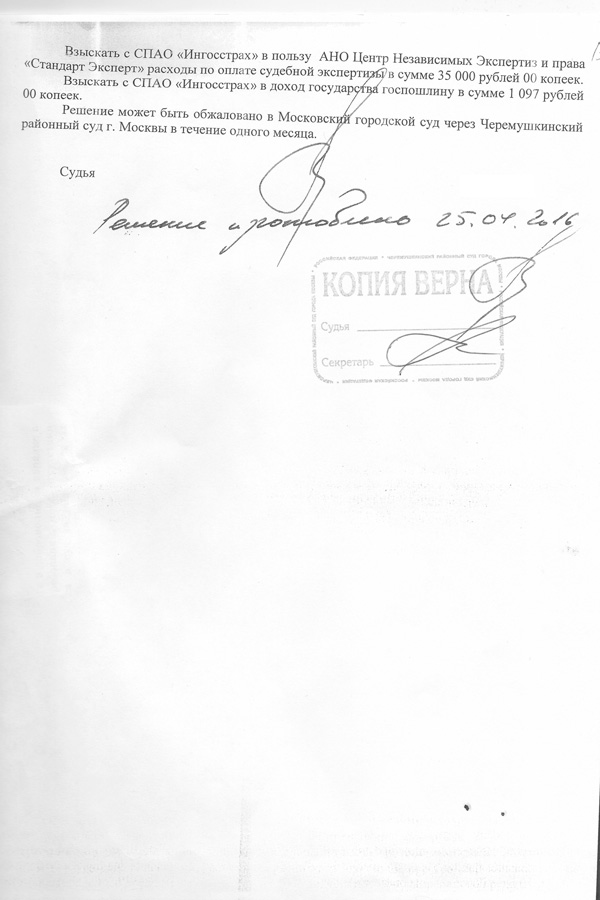 Взыскать с СПАО «Ингосстрах» в пользу АНО Центр Независимых Экспертиз и права
«Стандарт Эксперт» расходы по оплате судебной экспертизы в сумме 35 000 рублей 00 копеек.
Взыскать с СПАО «Ингосстрах» в доход государства госпошлину в сумме 1 097 рублей
00 копеек.
Решение может быть обжаловано в Московский городской суд через Черемушкинский
районный суд г. Москвы в течение одного месяца.
Судья
Решение изготовлено 25.04.2016
КОПИЯ ВЕРНА
Судья
Секретарь